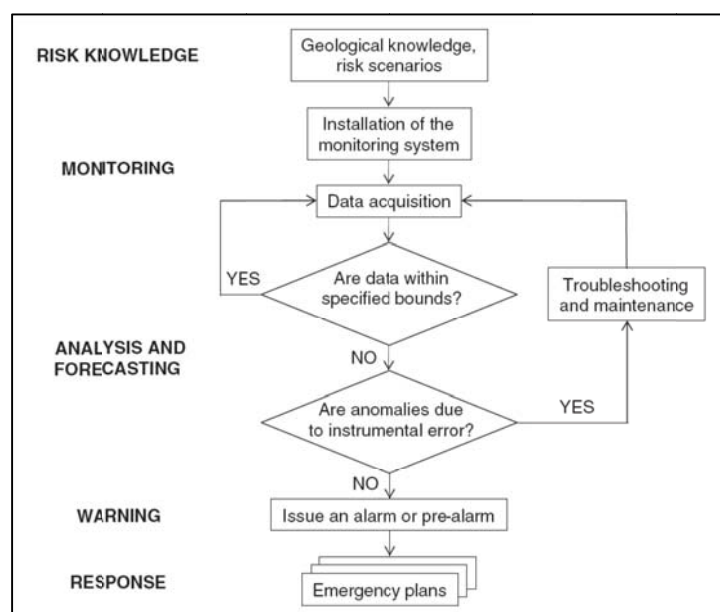 RISK KNOWLEDGE
Geological knowledge,
risk scenarios
Installation of the
monitoring system
MONITORING
Data acquisition
YES
Are data within
specified bounds?
Troubleshooting
and maintenance
NO
ANALYSIS AND
FORECASTING
Are anomalies due
to instrumental error?
YES
NO
WARNING
Issue an alarm or pre-alarm
RESPONSE
Emergency plans